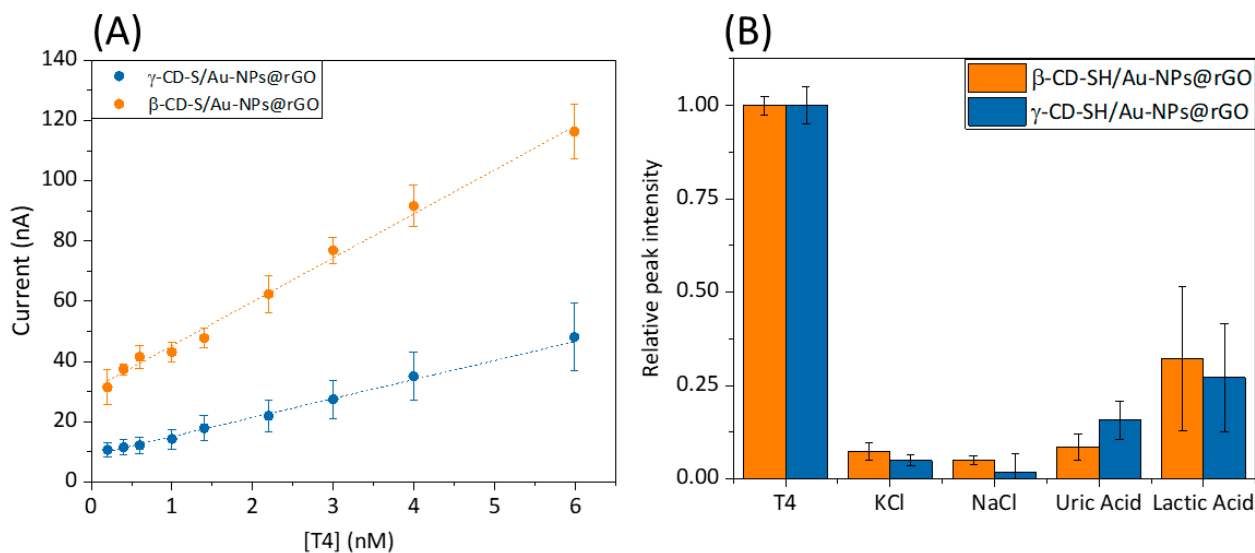 (A)
γ-CD-S/Au-NPs@rGO
β-CD-S/Au-NPs@rGO
140
120
100
80
60
40
20
0
Current (nA)
0 1 2 3 4 5 6
[T4] (nM)
(B)
β-CD-SH/Au-NPs@rGO
γ-CD-SH/Au-NPs@rGO
1.00
0.75
0.50
0.25
0.00
Relative peak intensity
T4 KCl NaCl Uric Acid Lactic Acid